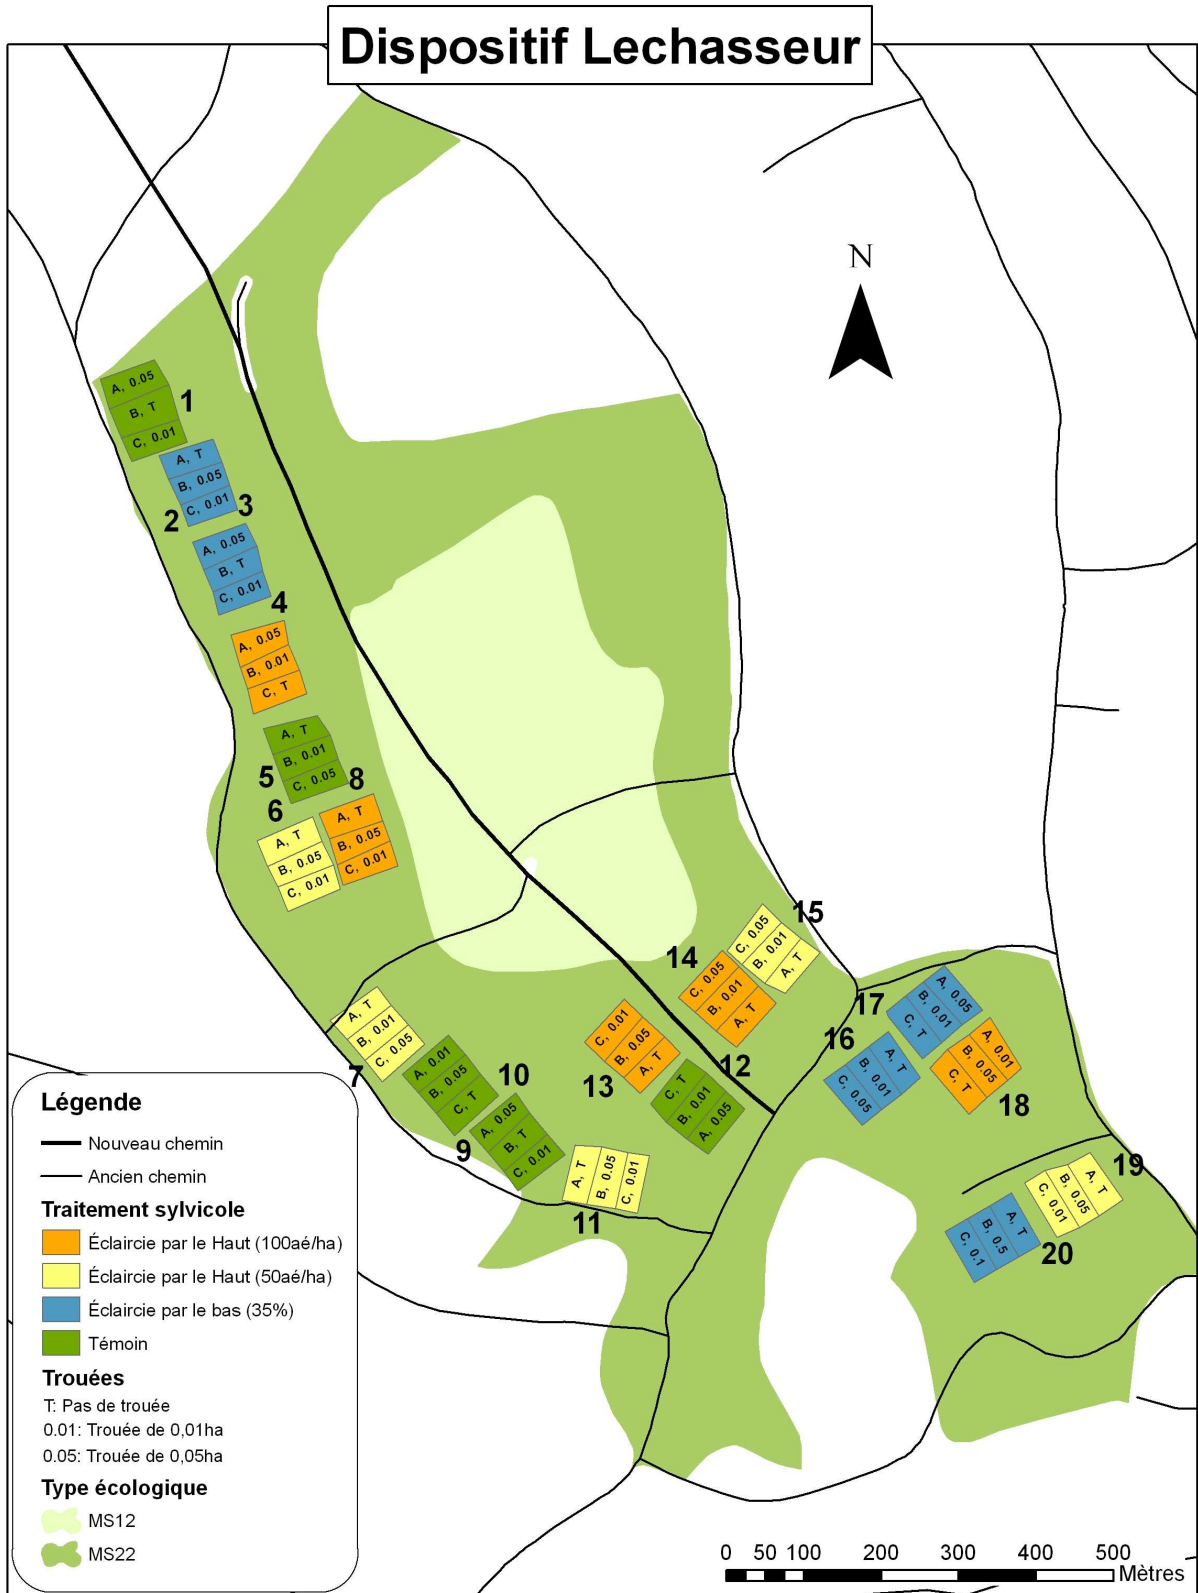 Dispositif Lechasseur
N
A, 0.05
B, T
C, 0.01
1
A, T
B, 0.05
C, 0.01
2
3
A, 0.05
B, T
C, 0.01
4
A, 0.05
B, 0.01
C, T
A, T
B, 0.01
C, 0.05
5
8
6
A, T
B, 0.05
C, 0.01
A, T
B, 0.05
C, 0.01
15
C, 0.05
B, 0.01
A, T
14
C, 0.05
B, 0.01
A, T
17
A, 0.05
B, 0.01
C, T
16
A, T
B, 0.01
C, 0.05
A, 0.01
B, 0.05
C, T
18
A, T
B, 0.01
C, 0.05
7
A, 0.01
B, 0.05
C, T
10
9
A, 0.05
B, T
C, 0.01
C, 0.01
B, 0.05
A, T
13
12
C, T
B, 0.01
A, 0.05
A, T
B, 0.05
C, 0.01
11
19
A, T
B, 0.05
C, 0.01
A, T
B, 0.5
C, 0.1
20
Légende
Nouveau chemin
Ancien chemin
Traitement sylvicole
Éclaircie par le Haut (100aé/ha)
Éclaircie par le Haut (50aé/ha)
Éclaircie par le bas (35%)
Témoin
Trouées
T: Pas de trouée
0.01: Trouée de 0,01ha
0.05: Trouée de 0,05ha
Type écologique
MS12
MS22
0 50 100 200 300 400 500
Mètres